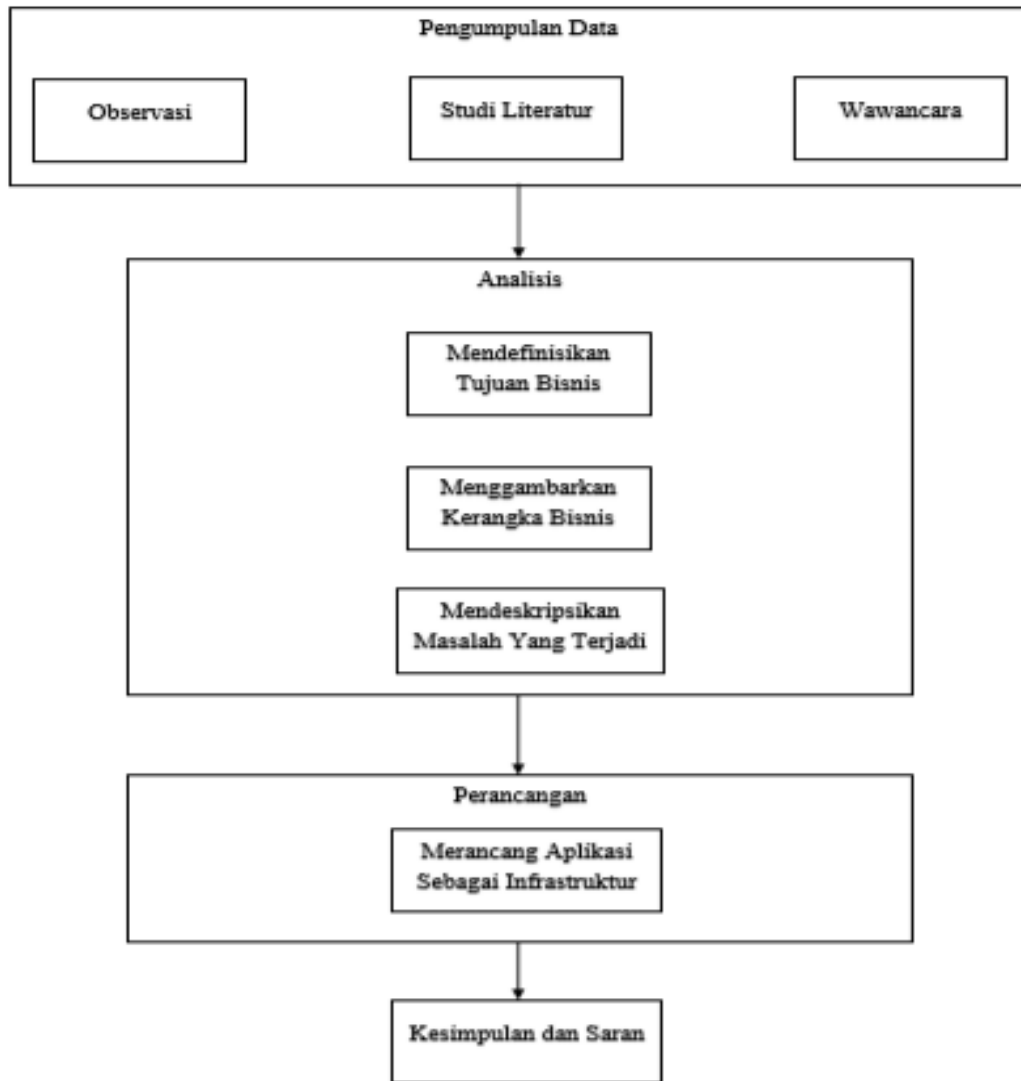 Pengumpulan Data
Observasi
Studi Literatur
Wawancara
Analisis
Mendefinisikan
Tujuan Bisnis
Menggambarkan
Kerangka Bisnis
Mendeskripsikan
Masalah Yang Terjadi
Perancangan
Merancang Aplikasi
Sebagai Infrastruktur
Kesimpulan dan Saran